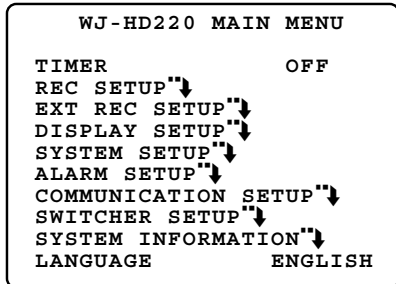 WJ-HD220 MAIN MENU
TIMER OFF
REC SETUP
EXT REC SETUP
DISPLAY SETUP
SYSTEM SETUP
ALARM SETUP
COMMUNICATION SETUP
SWITCHER SETUP
SYSTEM INFORMATION
LANGUAGE ENGLISH